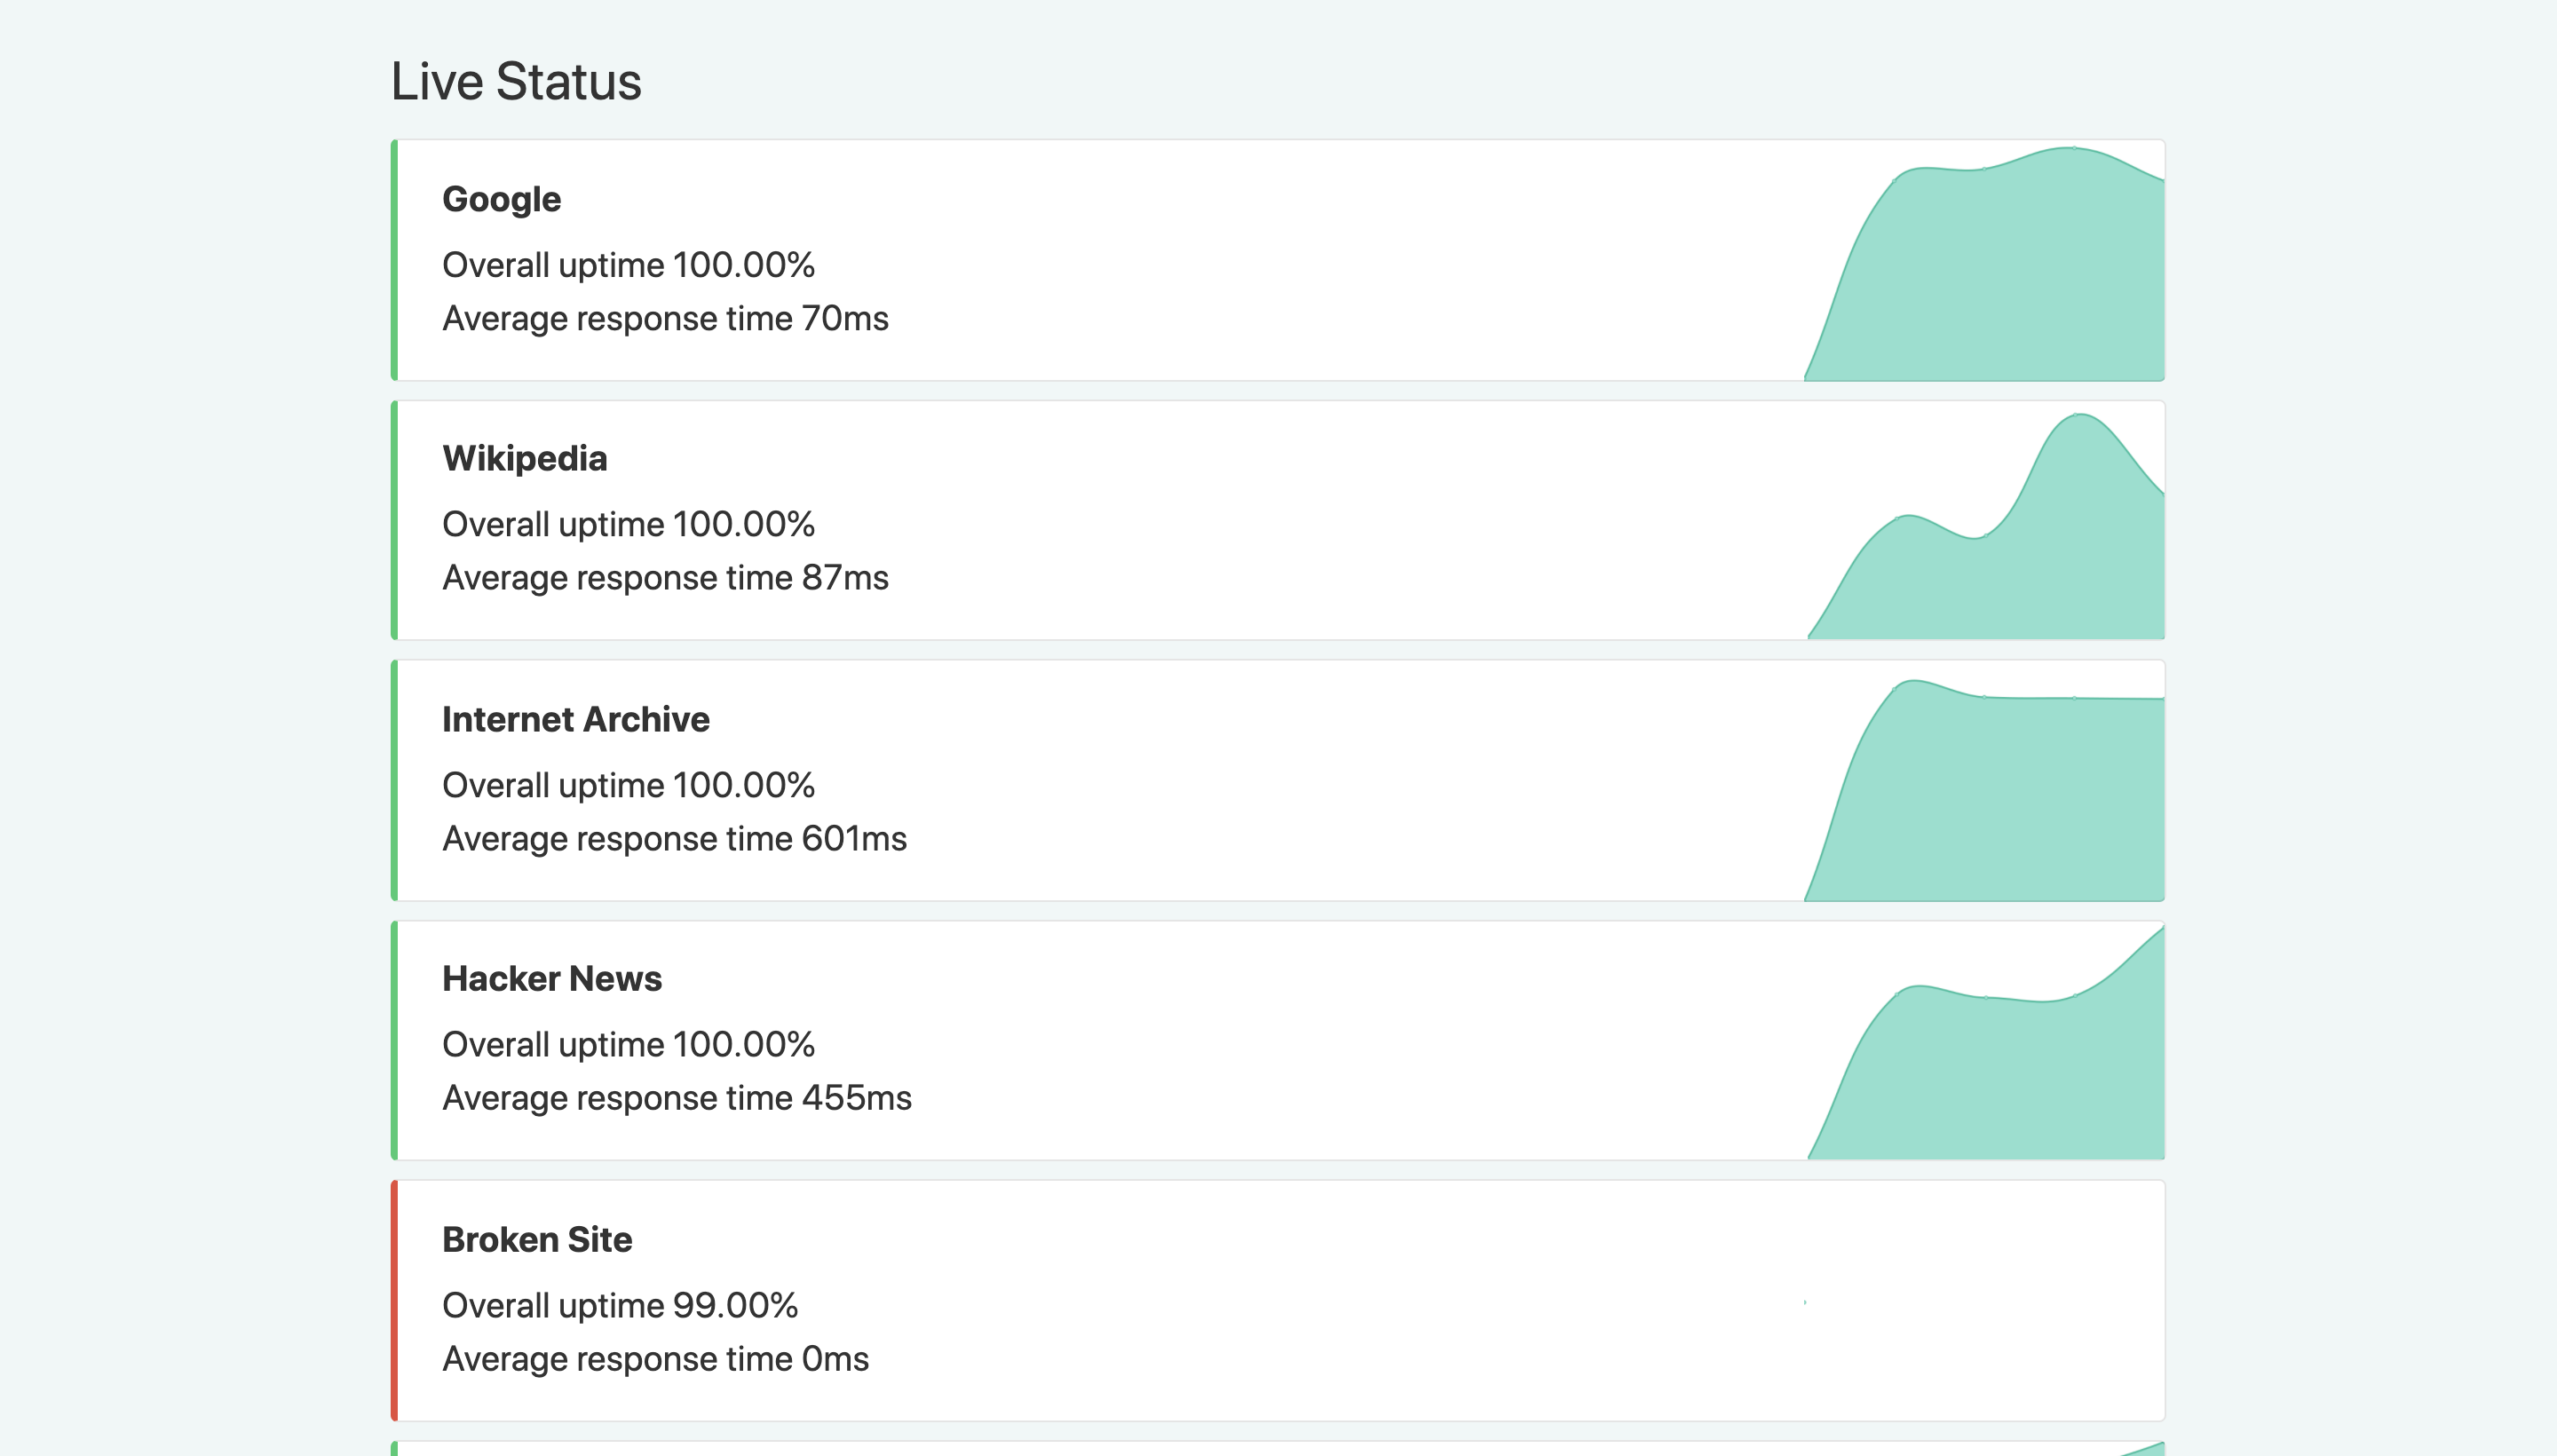 Live Status
Google
Overall uptime 100.00%
Average response time 70ms
Wikipedia
Overall uptime 100.00%
Average response time 87ms
Internet Archive
Overall uptime 100.00%
Average response time 601ms
Hacker News
Overall uptime 100.00%
Average response time 455ms
Broken Site
Overall uptime 99.00%
Average response time 0ms